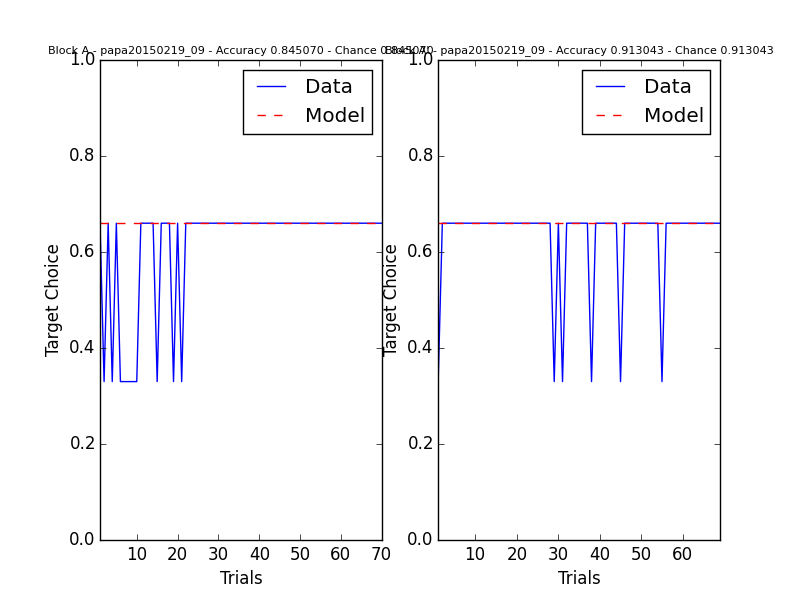 Block A - papa20150219_09 - Accuracy 0.845070 - Chance 0.845070
- papa20150219_09 - Accuracy 0.913043 - Chance 0.913043
Data
Model
1.0
0.8
0.6
0.4
0.2
0.0
Target Choice
10 20 30 40 50 60 70
Trials
Data
Model
1.0
0.8
0.6
0.4
0.2
0.0
Target Choice
10 20 30 40 50 60
Trials